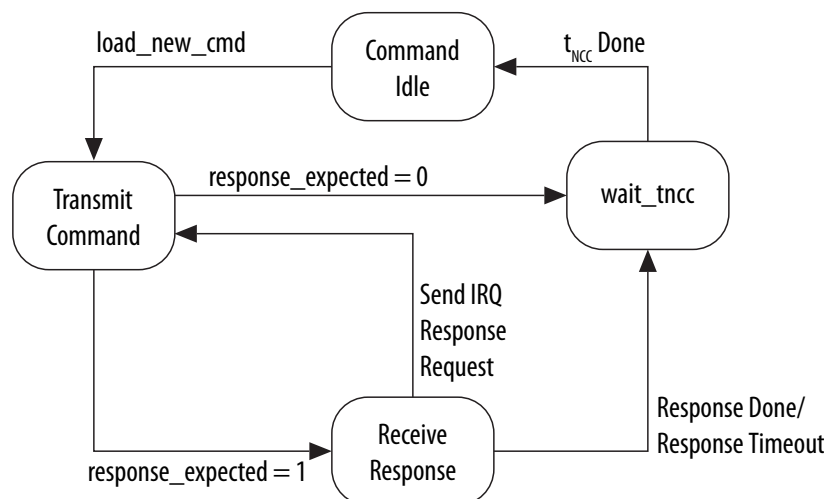 load_new_cmd
Command
Idle
t_NCC Done
Transmit
Command
response_expected = 0
wait_tncc
Send IRQ
Response
Request
Response Done/
Response Timeout
Receive
Response
response_expected = 1